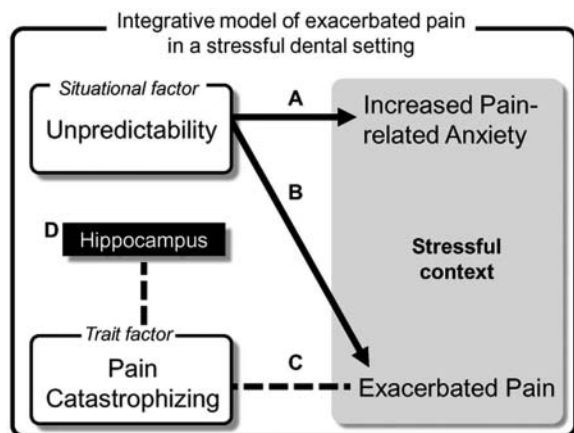 Integrative model of exacerbated pain
in a stressful dental setting
Situational factor
Unpredictability
A
Increased Pain-
related Anxiety
B
D
Hippocampus
Stressful
context
Trait factor
Pain
Catastrophizing
C
Exacerbated Pain